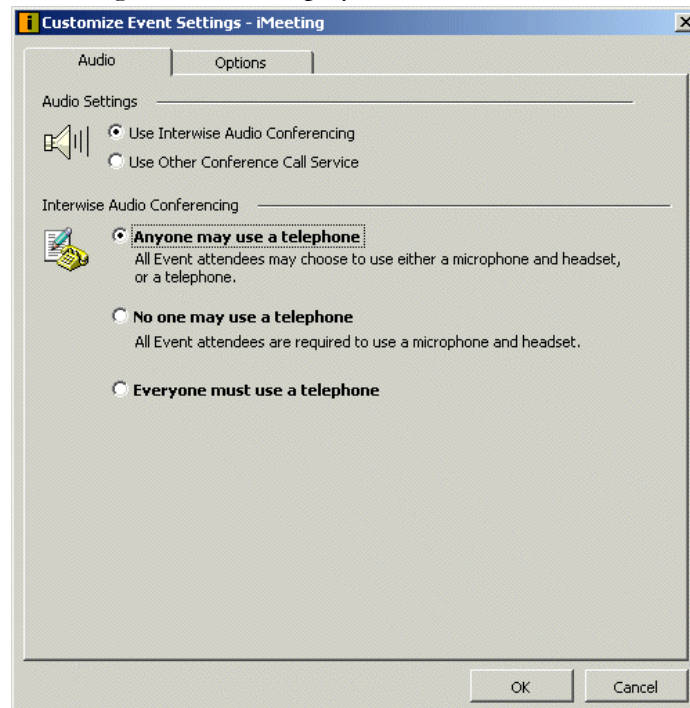 Customize Event Settings - iMeeting
Audio
Options
Audio Settings
Use Interwise Audio Conferencing
Use Other Conference Call Service
Interwise Audio Conferencing
Anyone may use a telephone
All Event attendees may choose to use either a microphone and headset,
or a telephone.
No one may use a telephone
All Event attendees are required to use a microphone and headset.
Everyone must use a telephone
OK
Cancel